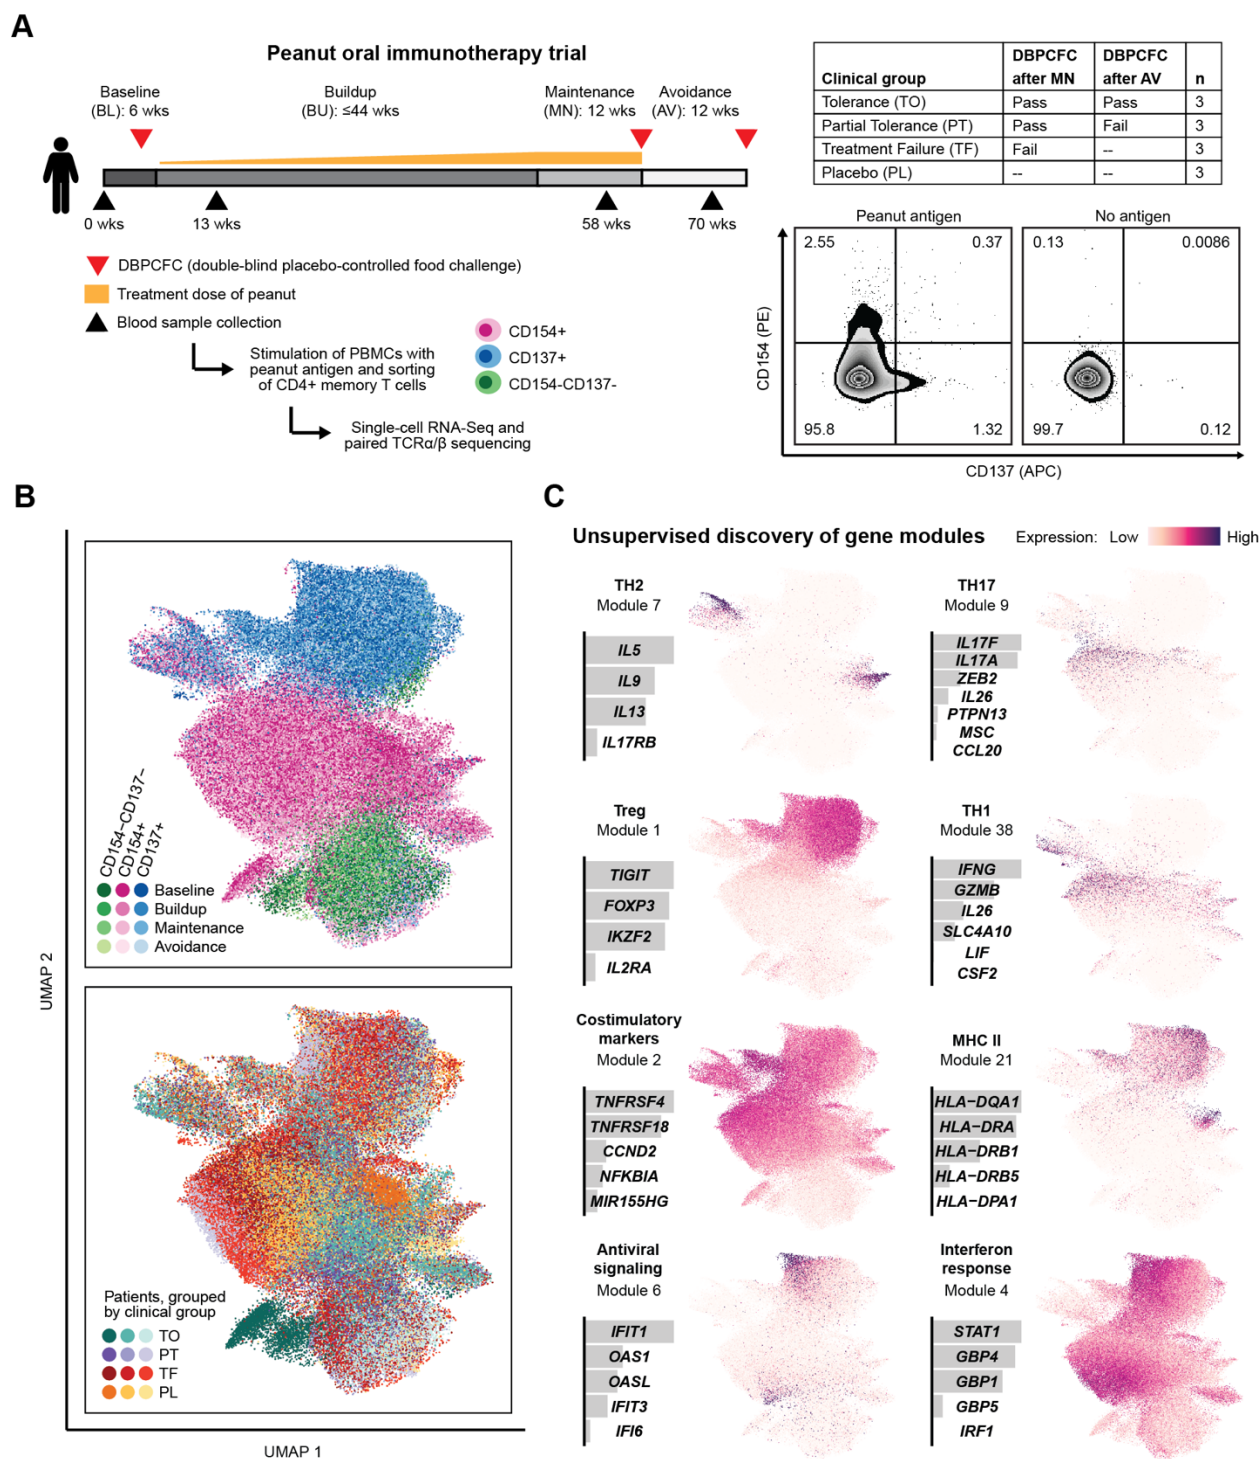 A
Peanut oral immunotherapy trial
Baseline
(BL): 6 wks
Buildup
(BU): ≤44 wks
Maintenance
(MN): 12 wks
Avoidance
(AV): 12 wks
0 wks
13 wks
58 wks
70 wks
DBPCFC (double-blind placebo-controlled food challenge)
Treatment dose of peanut
Blood sample collection
Stimulation of PBMCs with
peanut antigen and sorting
of CD4+ memory T cells
CD154+
CD137+
CD154-CD137-
Single-cell RNA-Seq and
paired TCRα/β sequencing
Clinical group DBPCFC after MN DBPCFC after AV n
Tolerance (TO) Pass Pass 3
Partial Tolerance (PT) Pass Fail 3
Treatment Failure (TF) Fail -- 3
Placebo (PL) -- -- 3
Peanut antigen
No antigen
2.55
0.37
0.13
0.0086
95.8
1.32
99.7
0.12
CD154 (PE)
CD137 (APC)
B
CD154−CD137−
CD154+
CD137+
Baseline
Buildup
Maintenance
Avoidance
Patients, grouped
by clinical group
TO
PT
TF
PL
UMAP 2
UMAP 1
C
Unsupervised discovery of gene modules
Expression: Low High
TH2
Module 7
IL5
IL9
IL13
IL17RB
TH17
Module 9
IL17F
IL17A
ZEB2
IL26
PTPN13
MSC
CCL20
Treg
Module 1
TIGIT
FOXP3
IKZF2
IL2RA
TH1
Module 38
IFNG
GZMB
IL26
SLC4A10
LIF
CSF2
Costimulatory
markers
Module 2
TNFRSF4
TNFRSF18
CCND2
NFKBIA
MIR155HG
MHC II
Module 21
HLA−DQA1
HLA−DRA
HLA−DRB1
HLA−DRB5
HLA−DPA1
Antiviral
signaling
Module 6
IFIT1
OAS1
OASL
IFIT3
IFI6
Interferon
response
Module 4
STAT1
GBP4
GBP1
GBP5
IRF1